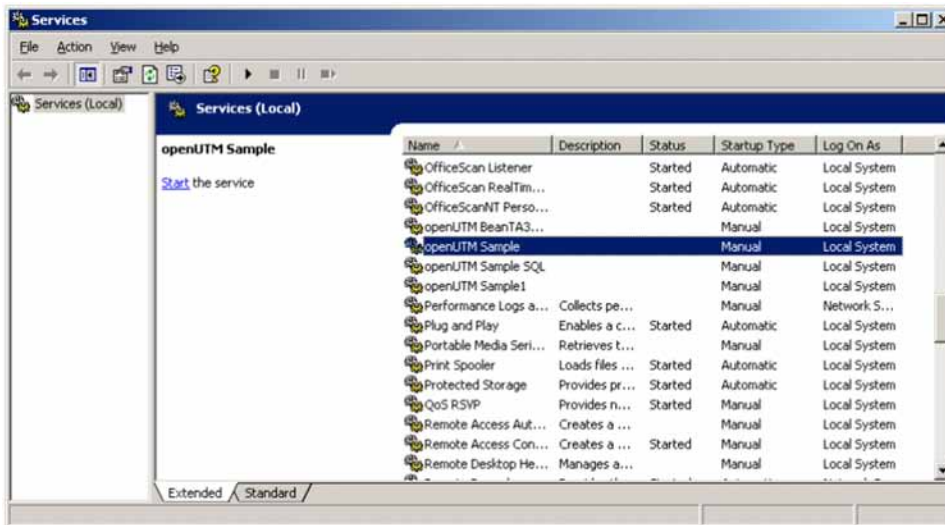 Services
File Action View Help
Services (Local)
Services (Local)
openUTM Sample
Start the service
Name Description Status Startup Type Log On As
OfficeScan Listener Started Automatic Local System
OfficeScan RealTim... Started Automatic Local System
OfficeScanNT Perso... Started Automatic Local System
openUTM BeanTA3... Manual Local System
openUTM Sample Manual Local System
openUTM Sample SQL Manual Local System
openUTM Sample1 Manual Local System
Performance Logs a... Collects pe... Manual Network S...
Plug and Play Enables a c... Started Automatic Local System
Portable Media Seri... Retrieves t... Manual Local System
Print Spooler Loads files ... Started Automatic Local System
Protected Storage Provides pr... Started Automatic Local System
QoS RSVP Provides n... Started Manual Local System
Remote Access Aut... Creates a ... Manual Local System
Remote Access Con... Creates a ... Started Manual Local System
Remote Desktop He... Manages a... Manual Local System
Extended Standard